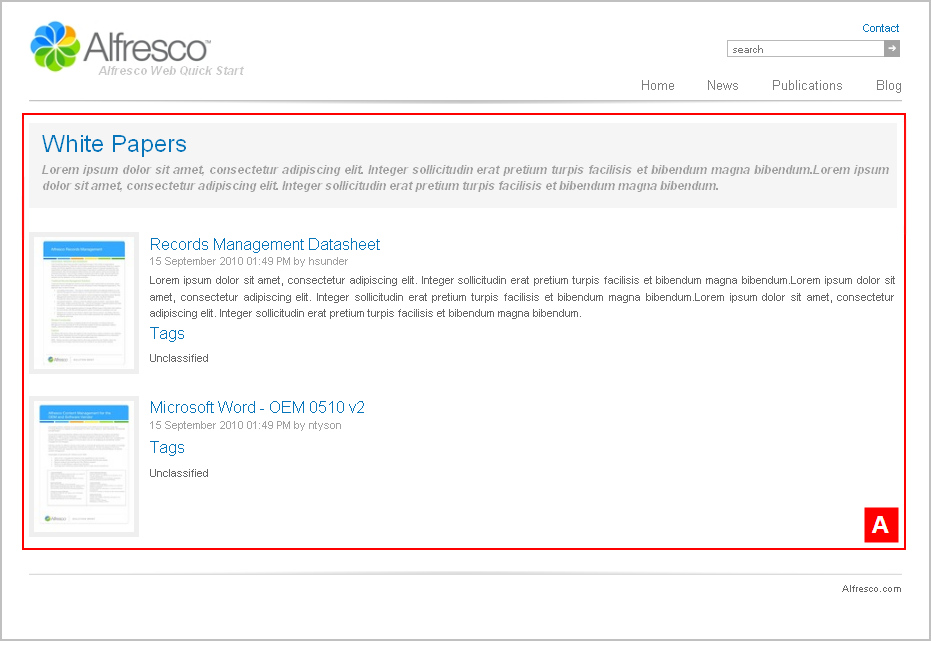 Contact
Alfresco™
Alfresco Web Quick Start
search
Home News Publications Blog
White Papers
Lorem ipsum dolor sit amet, consectetur adipiscing elit. Integer sollicitudin erat pretium turpis facilisis et bibendum magna bibendum.Lorem ipsum
dolor sit amet, consectetur adipiscing elit. Integer sollicitudin erat pretium turpis facilisis et bibendum magna bibendum.
Records Management Datasheet
15 September 2010 01:49 PM by hsunder
Lorem ipsum dolor sit amet, consectetur adipiscing elit. Integer sollicitudin erat pretium turpis facilisis et bibendum magna bibendum.Lorem ipsum dolor sit
amet, consectetur adipiscing elit. Integer sollicitudin erat pretium turpis facilisis et bibendum magna bibendum.Lorem ipsum dolor sit amet, consectetur
adipiscing elit. Integer sollicitudin erat pretium turpis facilisis et bibendum magna bibendum.
Tags
Unclassified
Microsoft Word - OEM 0510 v2
15 September 2010 01:49 PM by ntyson
Tags
Unclassified
A
Alfresco.com